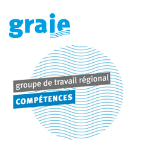 graie
groupe de travail régional
COMPÉTENCES